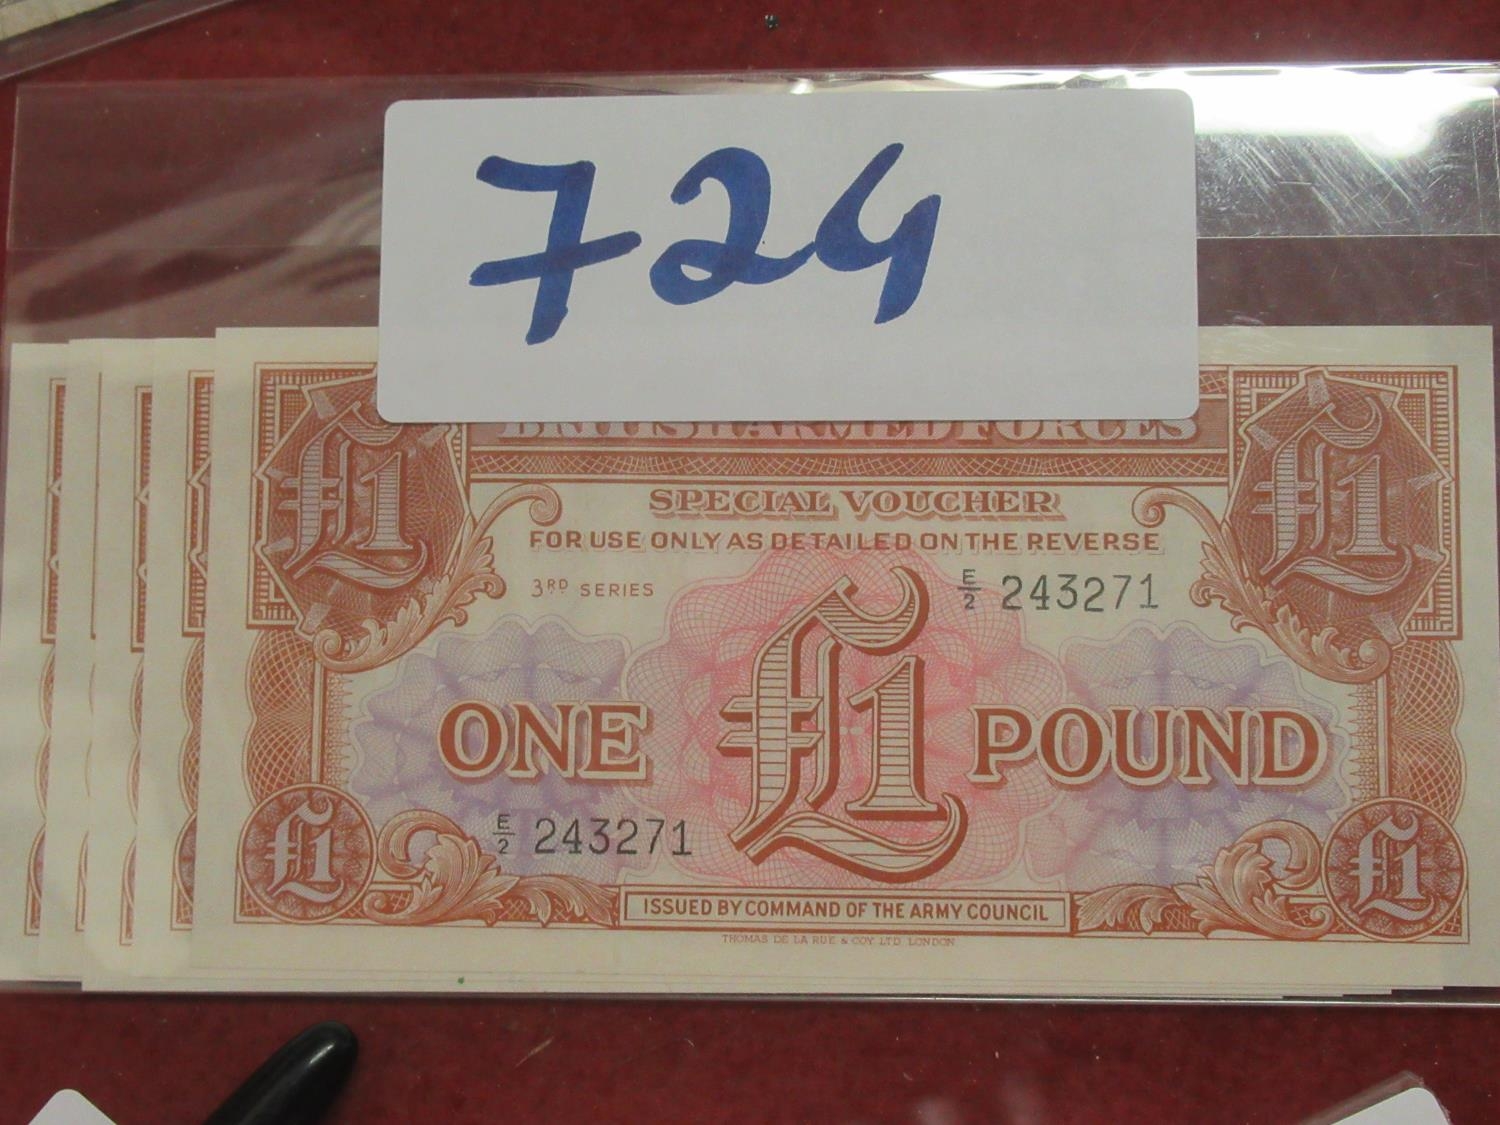 724
BRITISH ARMED FORCES
SPECIAL VOUCHER
FOR USE ONLY AS DETAILED ON THE REVERSE
3RD SERIES
E/2 243271
£1
£1
ONE £1 POUND
E/2 243271
£1
£1
ISSUED BY COMMAND OF THE ARMY COUNCIL
THOMAS DE LA RUE & COY. LTD. LONDON